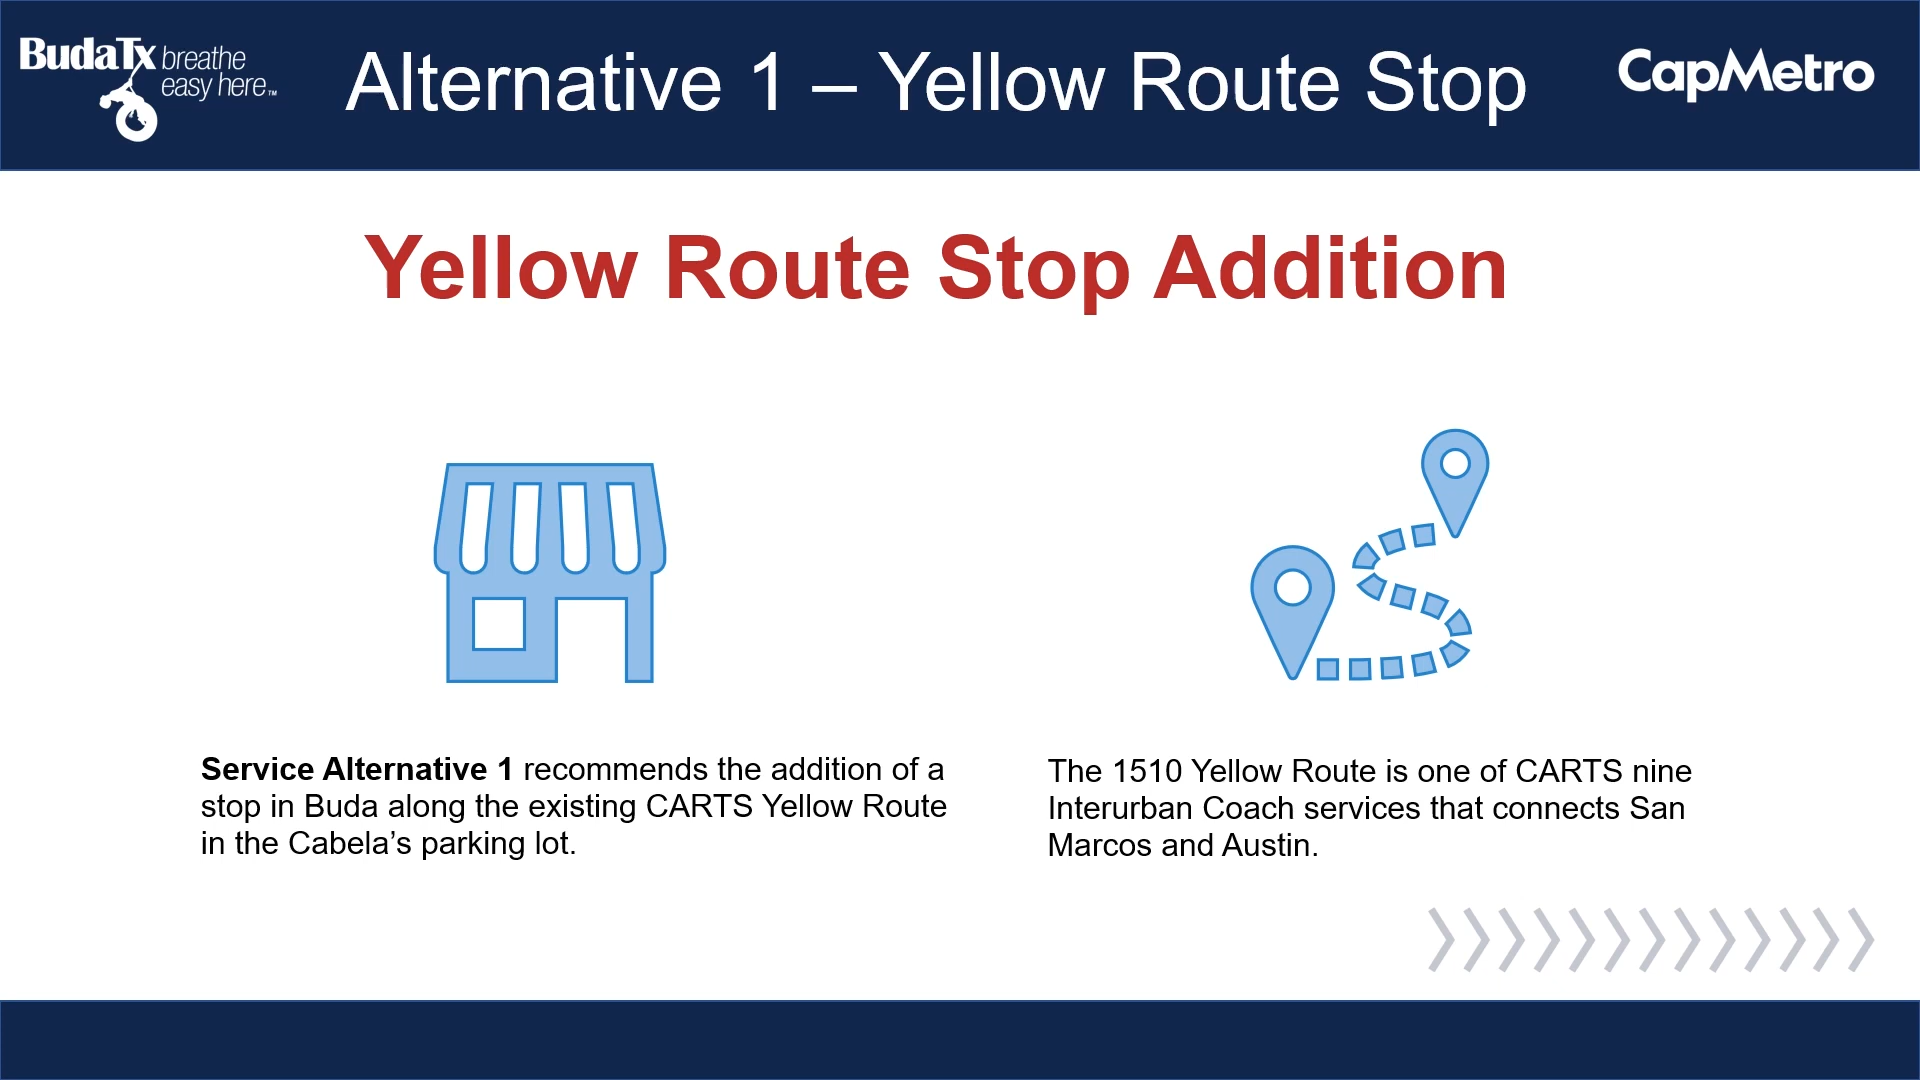 BudaTx breathe
easy here™
Alternative 1 – Yellow Route Stop
CapMetro
Yellow Route Stop Addition
Service Alternative 1 recommends the addition of a
stop in Buda along the existing CARTS Yellow Route
in the Cabela’s parking lot.
The 1510 Yellow Route is one of CARTS nine
Interurban Coach services that connects San
Marcos and Austin.